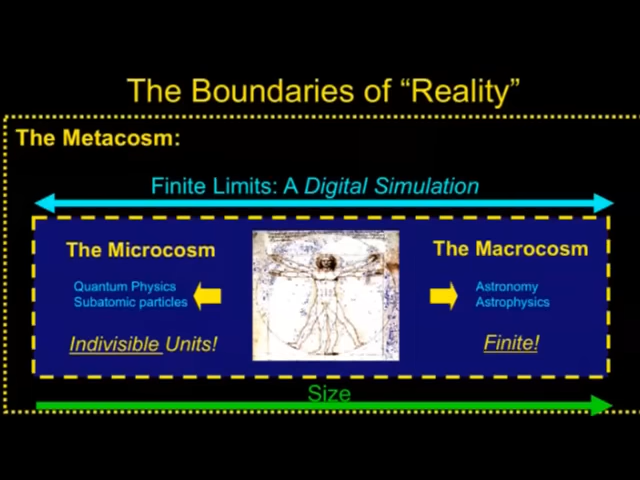 The Boundaries of “Reality”
The Metacosm:
Finite Limits: A Digital Simulation
The Microcosm
Quantum Physics
Subatomic particles
Indivisible Units!
The Macrocosm
Astronomy
Astrophysics
Finite!
Size